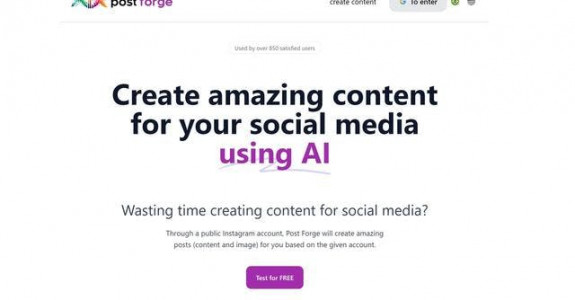 post forge
create content
To enter
Used by over 850 satisfied users
Create amazing content
for your social media
using AI
Wasting time creating content for social media?
Through a public Instagram account, Post Forge will create amazing
posts (content and image) for you based on the given account.
Test for FREE